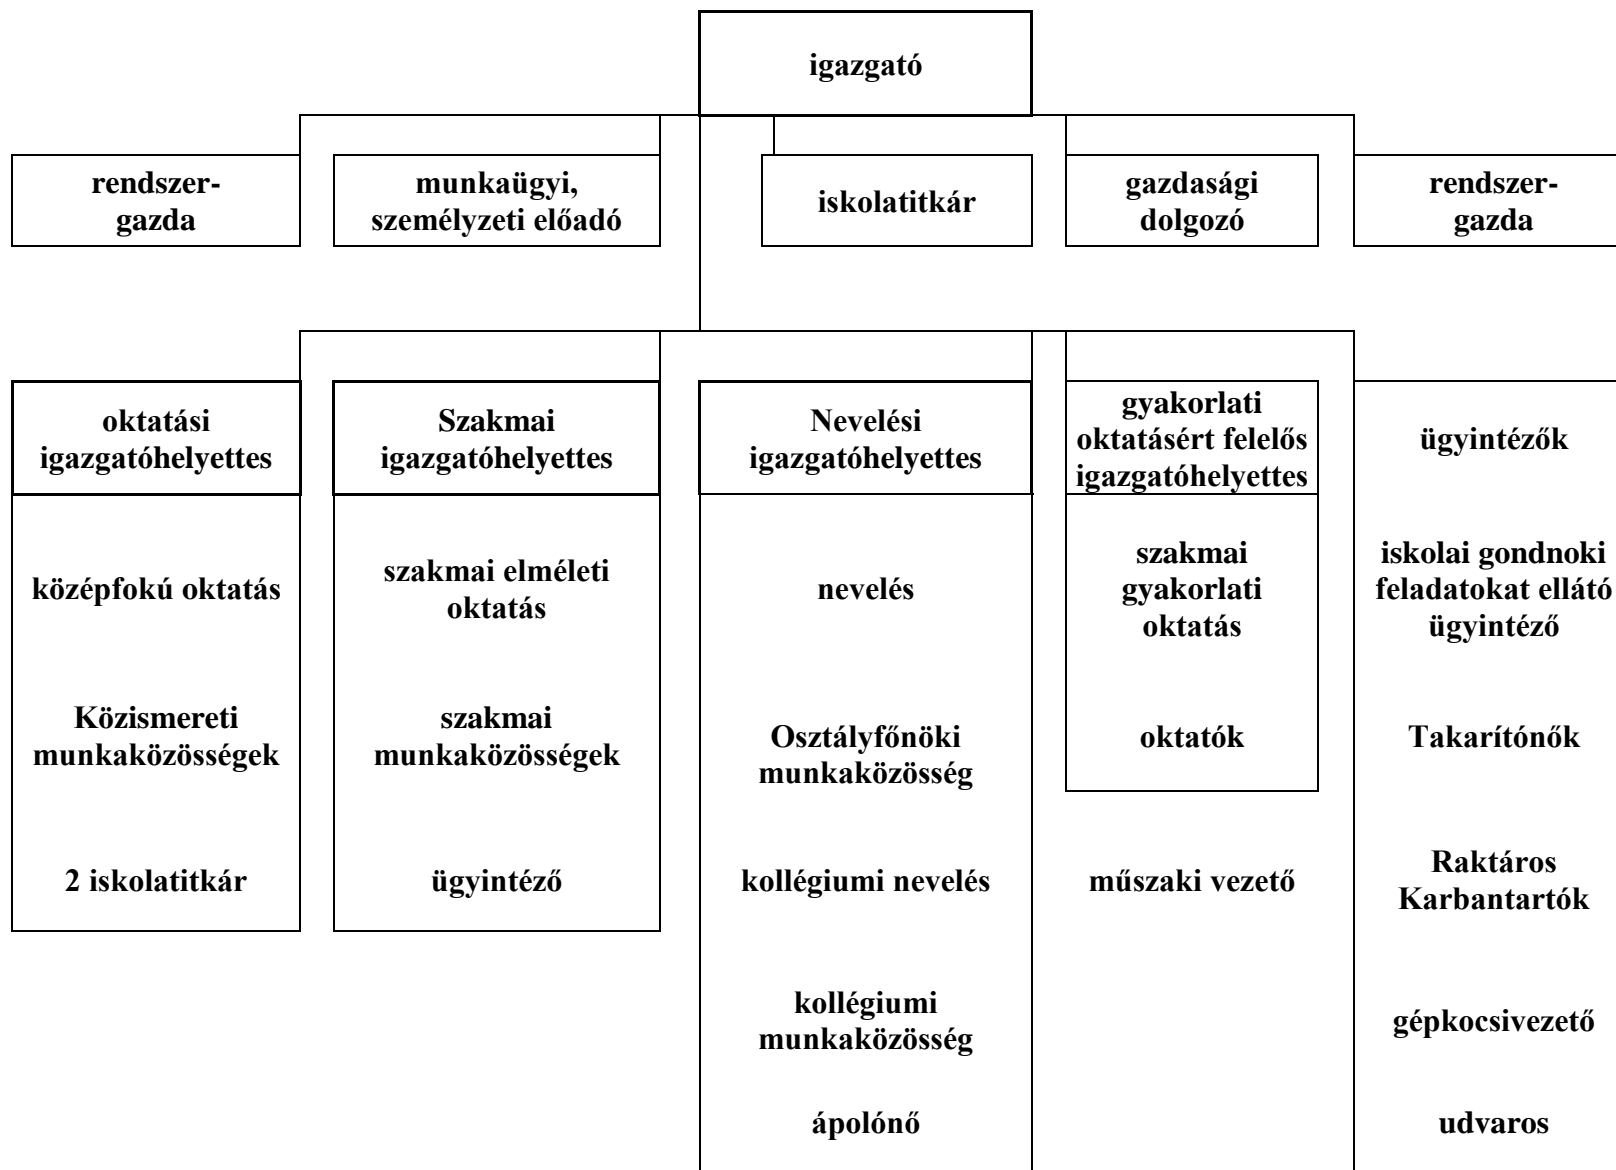 igazgató
rendszer-
gazda
munkaügyi,
személyzeti előadó
iskolatitkár
gazdasági
dolgozó
rendszer-
gazda
oktatási
igazgatóhelyettes
Szakmai
igazgatóhelyettes
Nevelési
igazgatóhelyettes
gyakorlati
oktatásért felelős
igazgatóhelyettes
ügyintézők
középfokú oktatás
szakmai elméleti
oktatás
nevelés
szakmai
gyakorlati
oktatás
iskolai gondnoki
feladatokat ellátó
ügyintéző
Közismereti
munkaközösségek
szakmai
munkaközösségek
Osztályfőnöki
munkaközösség
oktatók
Takarítónők
2 iskolatitkár
ügyintéző
kollégiumi nevelés
műszaki vezető
Raktáros
Karbantartók
kollégiumi
munkaközösség
gépkocsivezető
ápolónő
udvaros